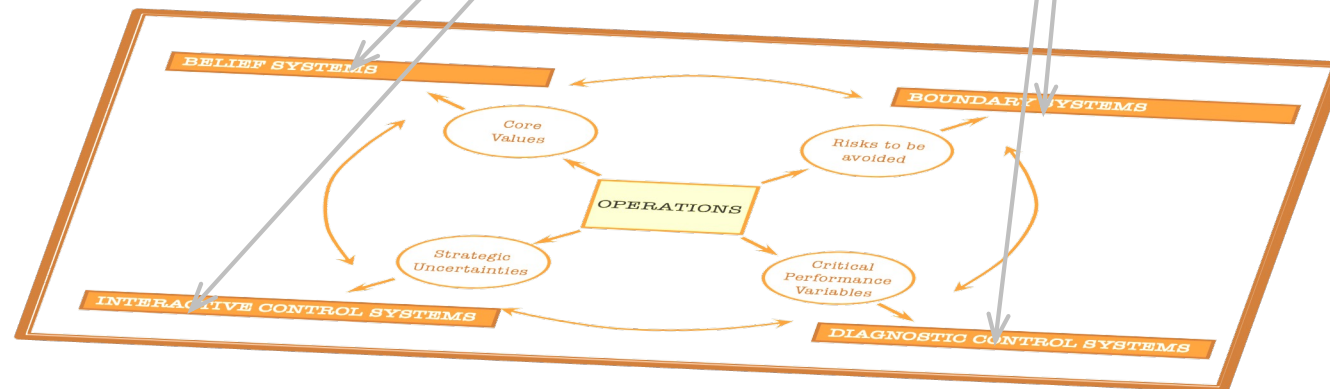 BELIEF SYSTEMS
BOUNDARY SYSTEMS
Core
Values
Risks to be
avoided
OPERATIONS
Strategic
Uncertainties
Critical
Performance
Variables
INTERACTIVE CONTROL SYSTEMS
DIAGNOSTIC CONTROL SYSTEMS